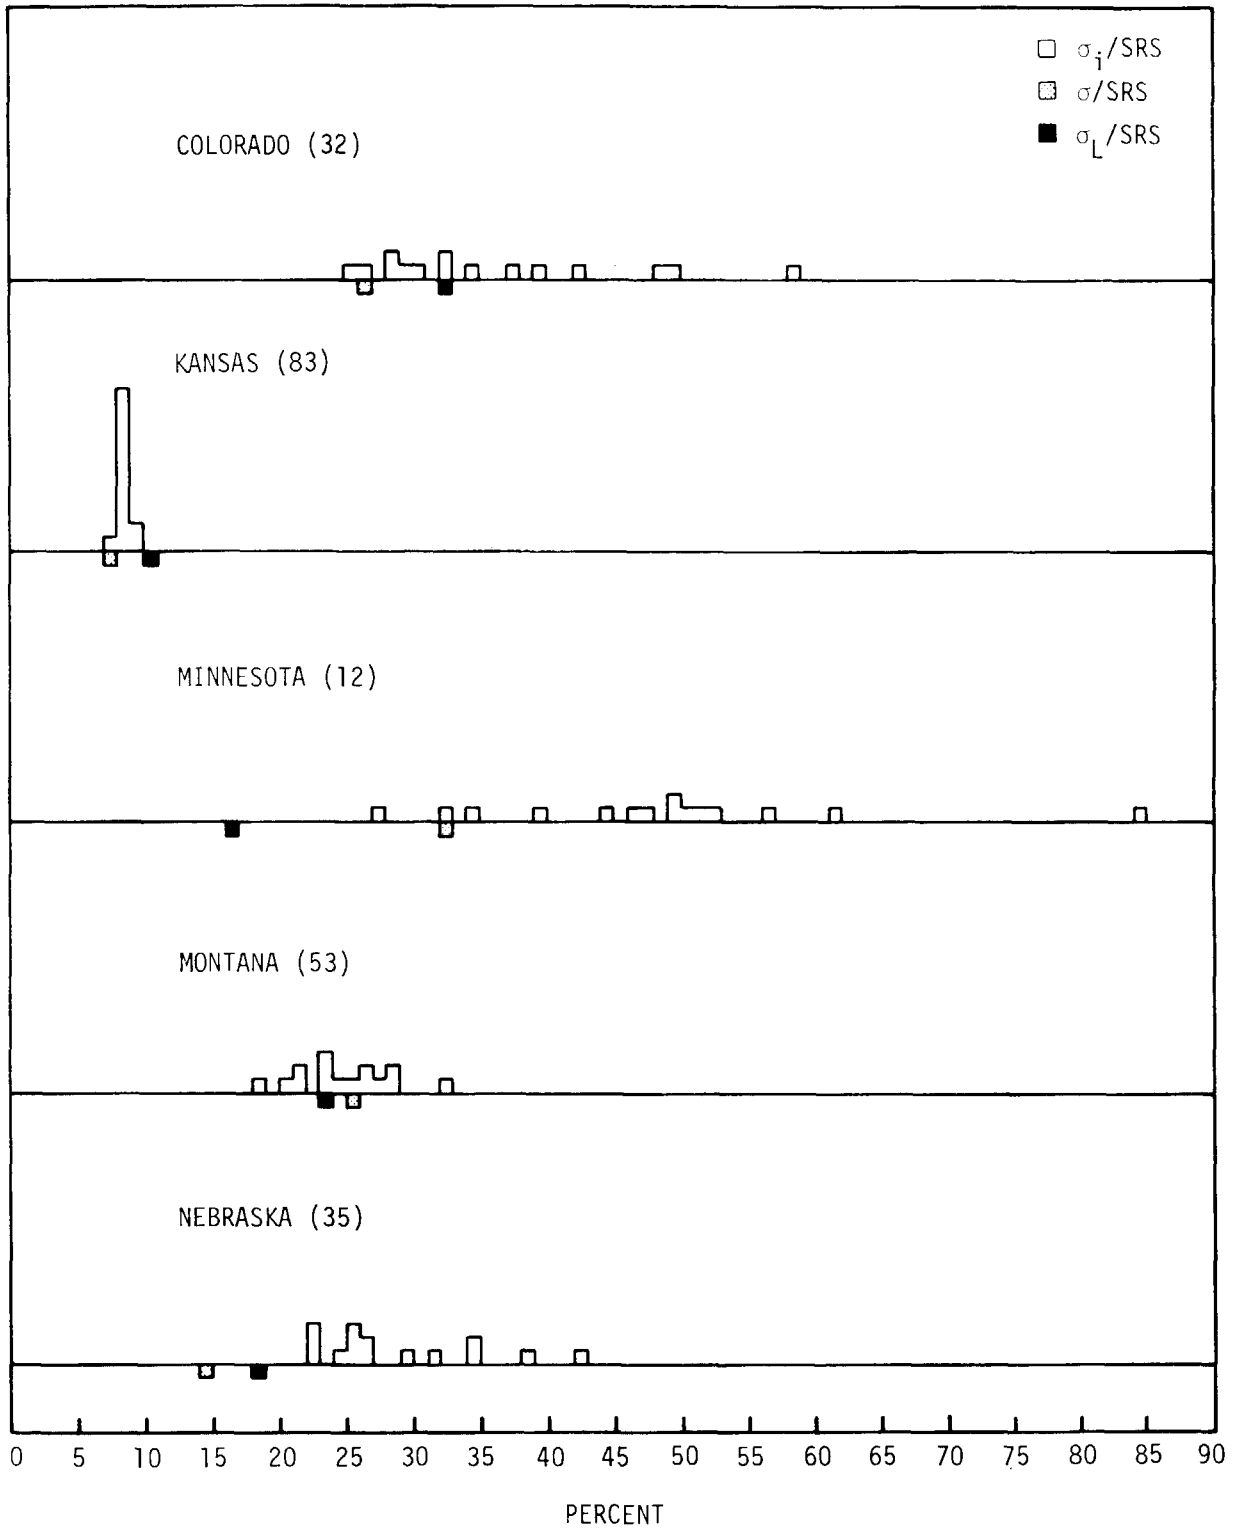 σi/SRS
σ/SRS
σL/SRS
COLORADO (32)
KANSAS (83)
MINNESOTA (12)
MONTANA (53)
NEBRASKA (35)
0 5 10 15 20 25 30 35 40 45 50 55 60 65 70 75 80 85 90
PERCENT